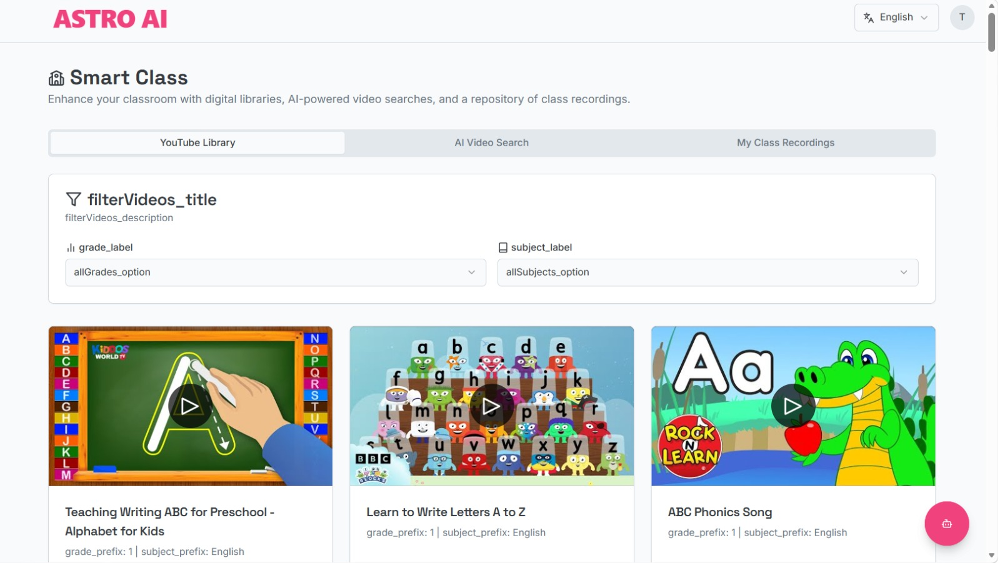 ASTRO AI
English
T
Smart Class
Enhance your classroom with digital libraries, AI-powered video searches, and a repository of class recordings.
YouTube Library
AI Video Search
My Class Recordings
filterVideos_title
filterVideos_description
grade_label
subject_label
allGrades_option
allSubjects_option
A
B
C
D
E
F
G
H
I
J
K
L
M
KIDDOS
WORLD TV
A
N
O
P
Q
R
S
T
U
V
a b c d e
f g h i j k
l m n p q r
s t u v w x y z
BBC
ALPHABLOCKS
Aa
ROCK
N
LEARN
®
Teaching Writing ABC for Preschool -
Alphabet for Kids
grade_prefix: 1 | subject_prefix: English
Learn to Write Letters A to Z
grade_prefix: 1 | subject_prefix: English
ABC Phonics Song
grade_prefix: 1 | subject_prefix: English